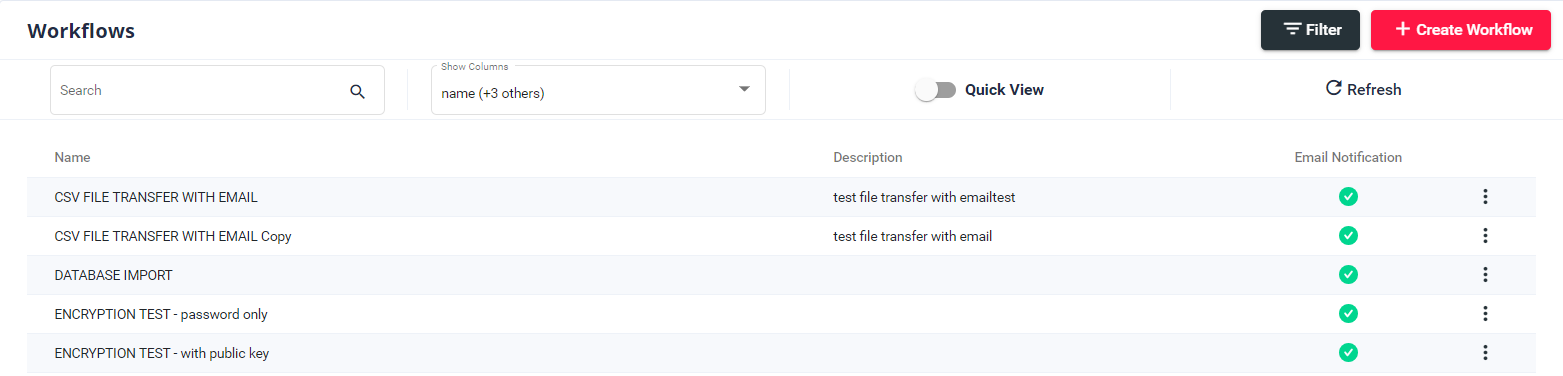 Workflows
Filter
Create Workflow
Search
Show Columns
name (+3 others)
Quick View
Refresh
Name Description Email Notification
CSV FILE TRANSFER WITH EMAIL test file transfer with emailtest
CSV FILE TRANSFER WITH EMAIL Copy test file transfer with email
DATABASE IMPORT
ENCRYPTION TEST - password only
ENCRYPTION TEST - with public key